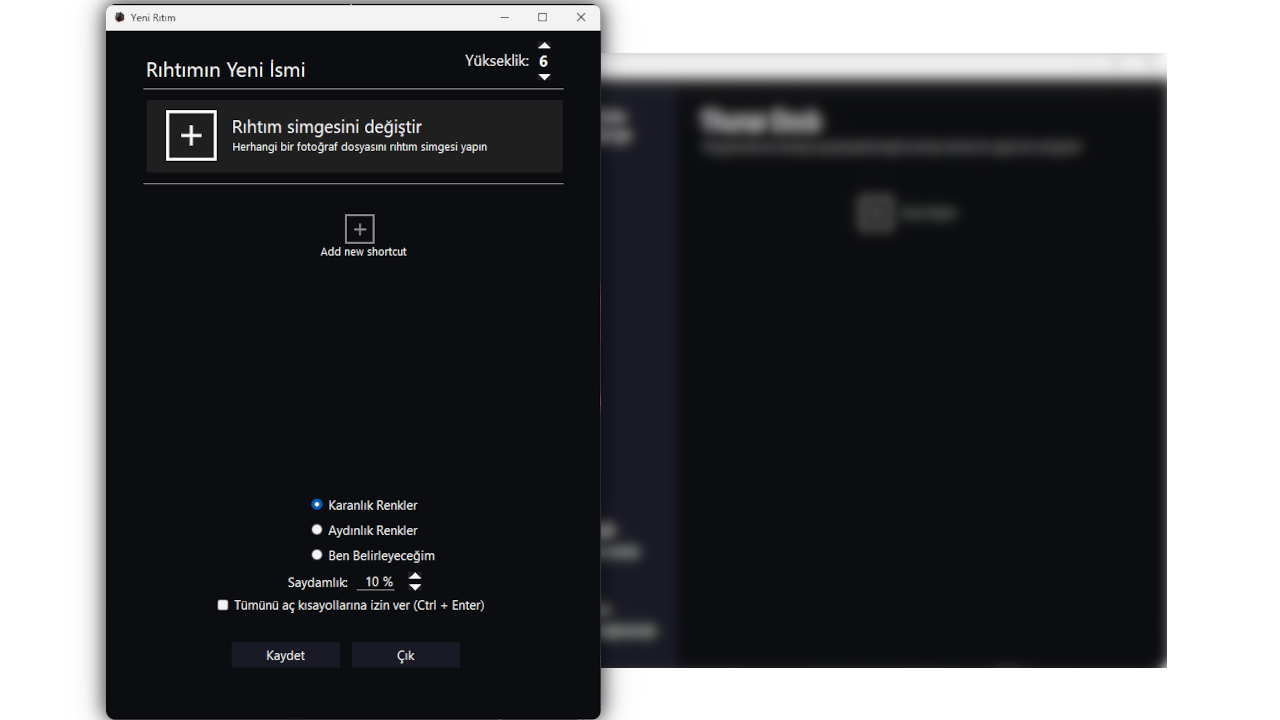 Yeni Rıtım
Rıhtımın Yeni İsmi
Yükseklik: 6
Rıhtım simgesini değiştir
Herhangi bir fotoğraf dosyasını rıhtım simgesi yapın
Add new shortcut
Karanlık Renkler
Aydınlık Renkler
Ben Belirleyeceğim
Saydamlık: 10 %
Tümünü aç kısayollarına izin ver (Ctrl + Enter)
Kaydet Çık